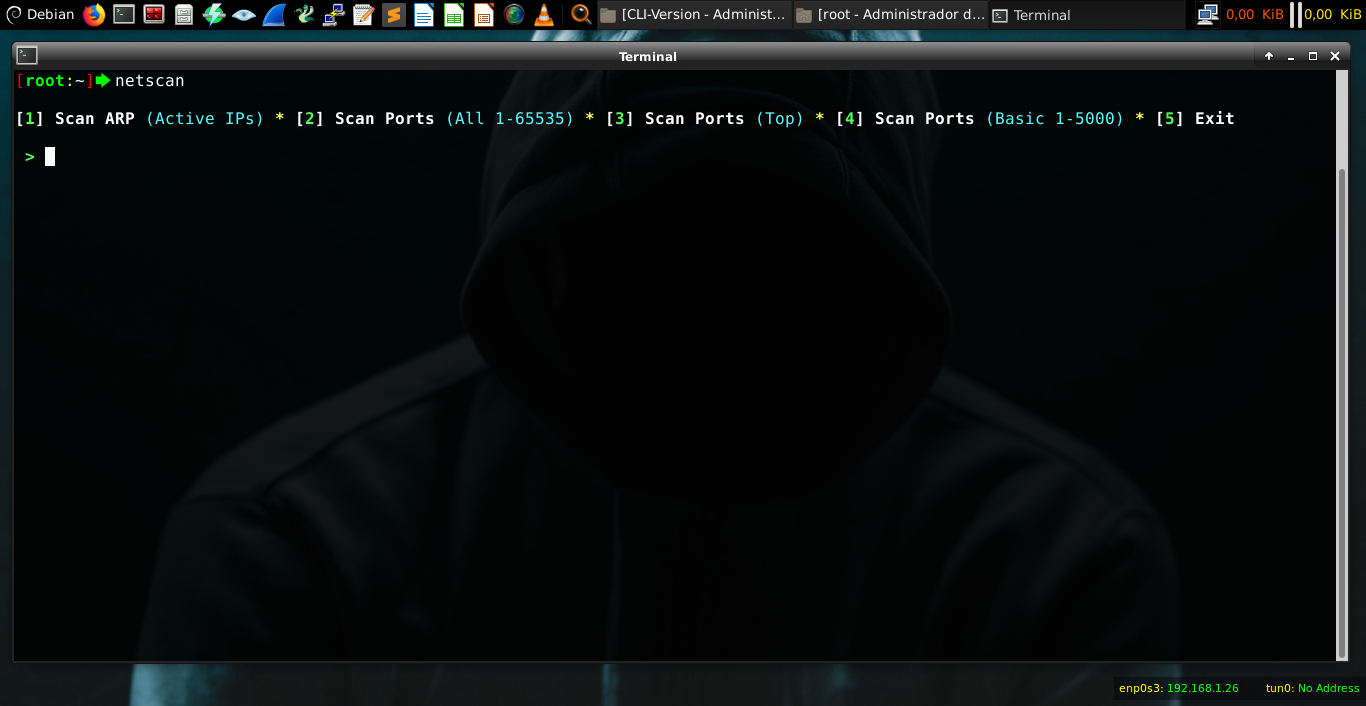 Debian [CLI-Version - Administ... [root - Administrador d... Terminal 0,00 KiB 0,00 KiB
Terminal
[root:~] netscan
[1] Scan ARP (Active IPs) * [2] Scan Ports (All 1-65535) * [3] Scan Ports (Top) * [4] Scan Ports (Basic 1-5000) * [5] Exit
>
enp0s3: 192.168.1.26 tun0: No Address